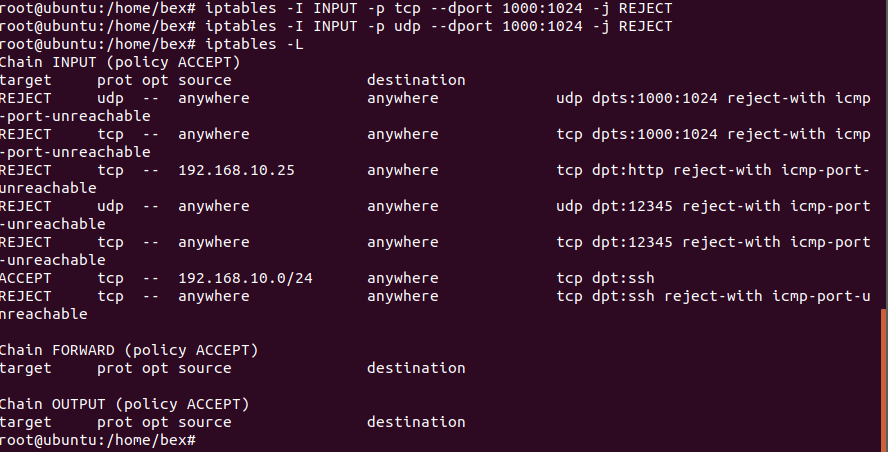 root@ubuntu:/home/bex# iptables -I INPUT -p tcp --dport 1000:1024 -j REJECT
root@ubuntu:/home/bex# iptables -I INPUT -p udp --dport 1000:1024 -j REJECT
root@ubuntu:/home/bex# iptables -L
Chain INPUT (policy ACCEPT)
target     prot opt source               destination
REJECT     udp  --  anywhere             anywhere             udp dpts:1000:1024 reject-with icmp
-port-unreachable
REJECT     tcp  --  anywhere             anywhere             tcp dpts:1000:1024 reject-with icmp
-port-unreachable
REJECT     tcp  --  192.168.10.25        anywhere             tcp dpt:http reject-with icmp-port-
unreachable
REJECT     udp  --  anywhere             anywhere             udp dpt:12345 reject-with icmp-port
-unreachable
REJECT     tcp  --  anywhere             anywhere             tcp dpt:12345 reject-with icmp-port
-unreachable
ACCEPT     tcp  --  192.168.10.0/24      anywhere             tcp dpt:ssh
REJECT     tcp  --  anywhere             anywhere             tcp dpt:ssh reject-with icmp-port-u
nreachable

Chain FORWARD (policy ACCEPT)
target     prot opt source               destination

Chain OUTPUT (policy ACCEPT)
target     prot opt source               destination
root@ubuntu:/home/bex#